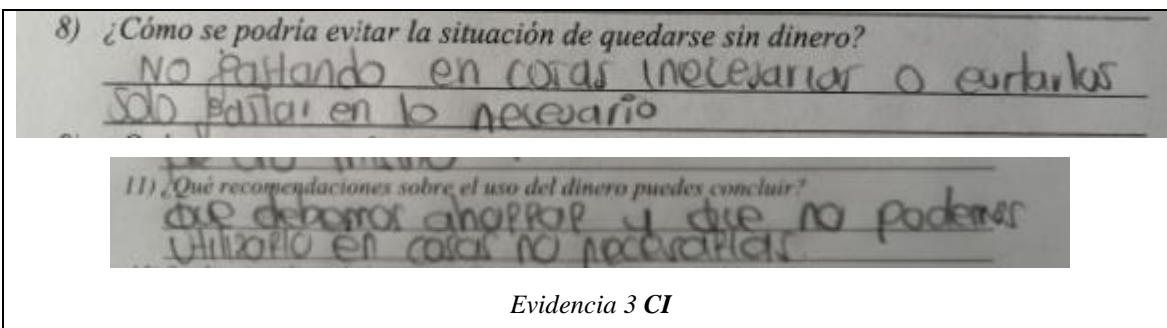 8) ¿Cómo se podría evitar la situación de quedarse sin dinero?
No gastando en cosas inecesarias o
solo gastar en lo necesario
11) ¿Qué recomendaciones sobre el uso del dinero puedes concluir?
que debemos ahorrar y que no podemos
utilizarlo en cosas no necesarias.
Evidencia 3 CI